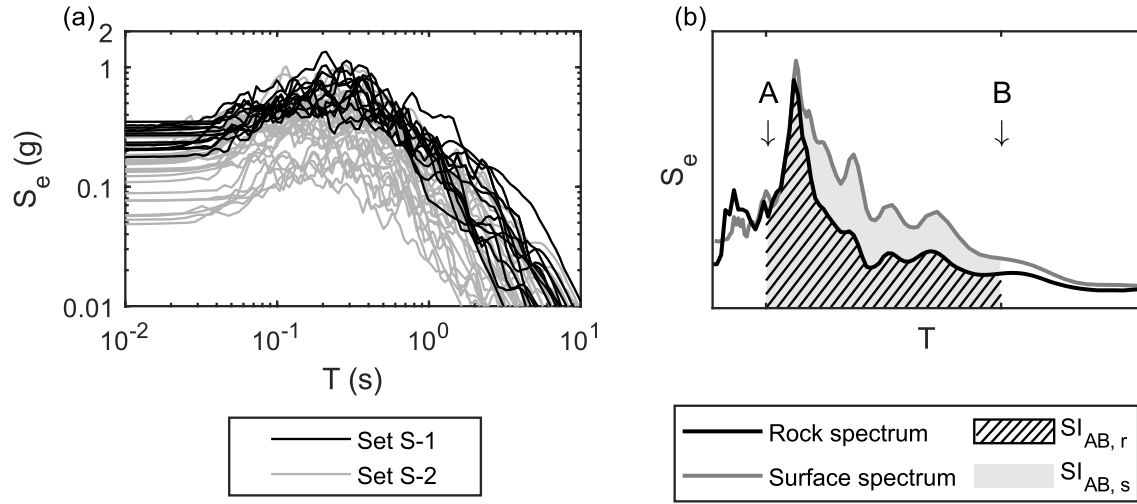 (a)
2
1
0.1
0.01
S_e (g)
10^-2
10^-1
10^0
10^1
T (s)
Set S-1
Set S-2
(b)
A
B
S_e
T
Rock spectrum
SI_AB, r
Surface spectrum
SI_AB, s